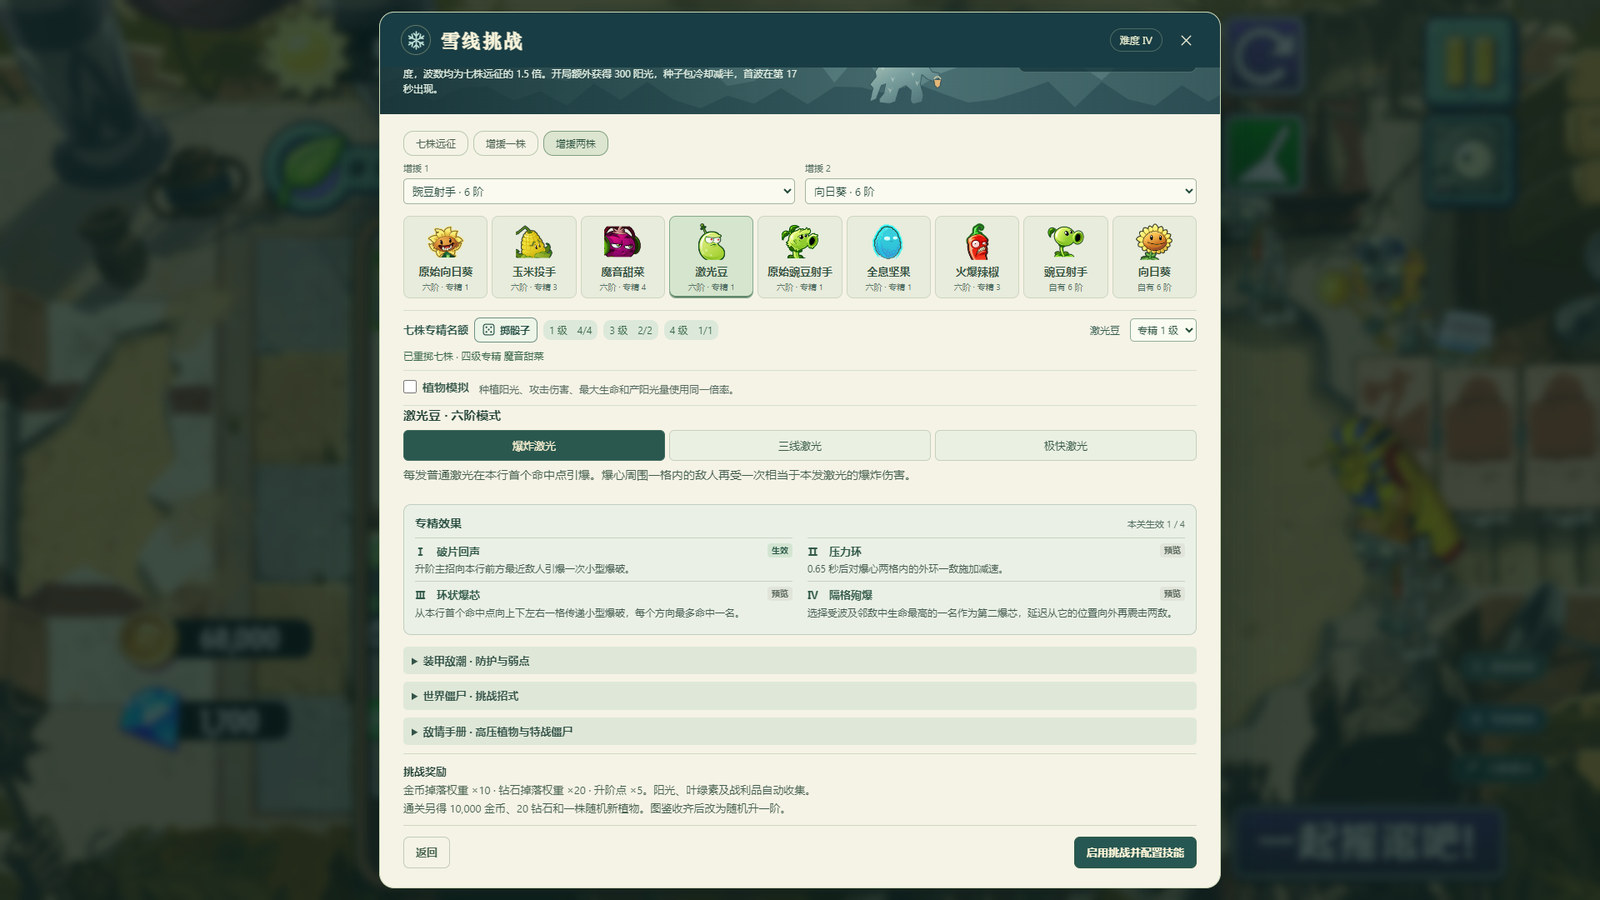 雪线挑战
难度 IV
度，波数均为七株远征的 1.5 倍。开局额外获得 300 阳光，种子包冷却减半，首波在第 17
秒出现。
七株远征
增援一株
增援两株
增援 1
增援 2
豌豆射手 · 6 阶
向日葵 · 6 阶
原始向日葵
六阶 · 专精 1
玉米投手
六阶 · 专精 3
魔音甜菜
六阶 · 专精 4
激光豆
六阶 · 专精 1
原始豌豆射手
六阶 · 专精 1
全息坚果
六阶 · 专精 1
火爆辣椒
六阶 · 专精 3
豌豆射手
自有 6 阶
向日葵
自有 6 阶
七株专精名额
掷骰子
1 级 4/4
3 级 2/2
4 级 1/1
激光豆
专精 1 级
已重掷七株 · 四级专精 魔音甜菜
植物模拟
种植阳光、攻击伤害、最大生命和产阳光量使用同一倍率。
激光豆 · 六阶模式
爆炸激光
三线激光
极快激光
每发普通激光在本行首个命中点引爆。爆心周围一格内的敌人再受一次相当于本发激光的爆炸伤害。
专精效果
本关生效 1 / 4
I 破片回声
生效
升阶主招向本行前方最近敌人引爆一次小型爆破。
II 压力环
预览
0.65 秒后对爆心两格内的外环一敌施加减速。
III 环状爆芯
预览
从本行首个命中点向上下左右一格传递小型爆破，每个方向最多命中一名。
IV 隔格殉爆
预览
选择受波及邻敌中生命最高的一名作为第二爆芯，延迟从它的位置向外再震击两敌。
▶ 装甲敌潮 · 防护与弱点
▶ 世界僵尸 · 挑战招式
▶ 敌情手册 · 高压植物与特战僵尸
挑战奖励
金币掉落权重 ×10 · 钻石掉落权重 ×20 · 升阶点 ×5。阳光、叶绿素及战利品自动收集。
通关另得 10,000 金币、20 钻石和一株随机新植物。图鉴收齐后改为随机升一阶。
返回
启用挑战并配置技能
60,000
1,700
一起摇滚吧！